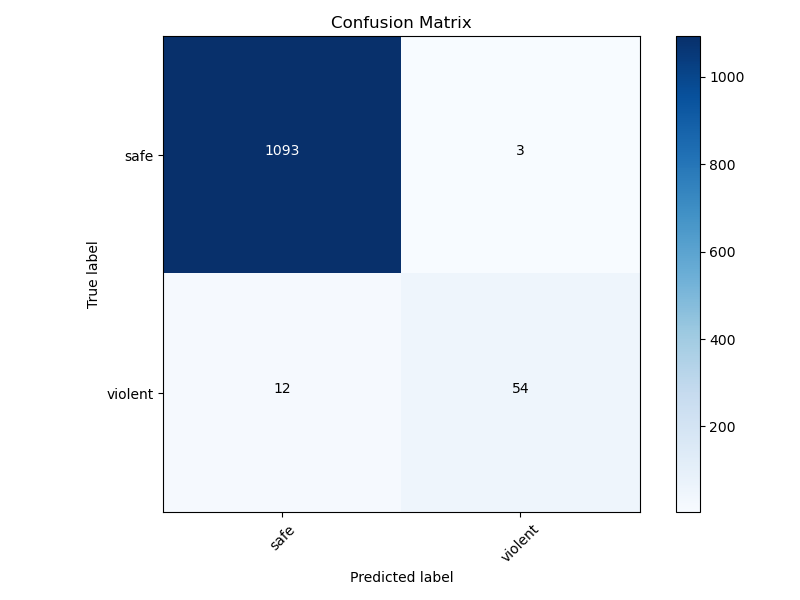 Confusion Matrix
safe
1093
3
violent
12
54
True label
safe
violent
Predicted label
1000
800
600
400
200